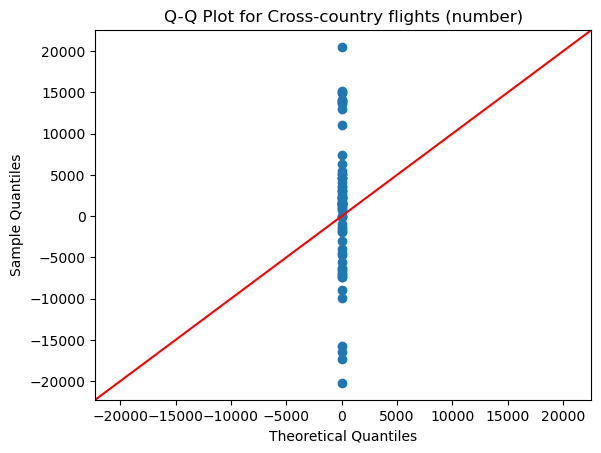 Q-Q Plot for Cross-country flights (number)
Sample Quantiles
20000
15000
10000
5000
0
−5000
−10000
−15000
−20000
−20000 −15000 −10000 −5000 0 5000 10000 15000 20000
Theoretical Quantiles